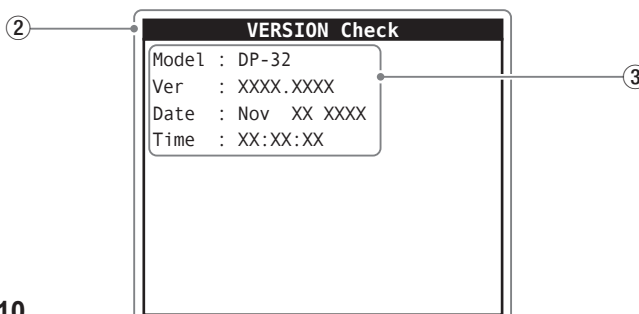 ②
VERSION Check
Model : DP-32
Ver : XXXX.XXXX
Date : Nov XX XXXX
Time : XX:XX:XX
③
10